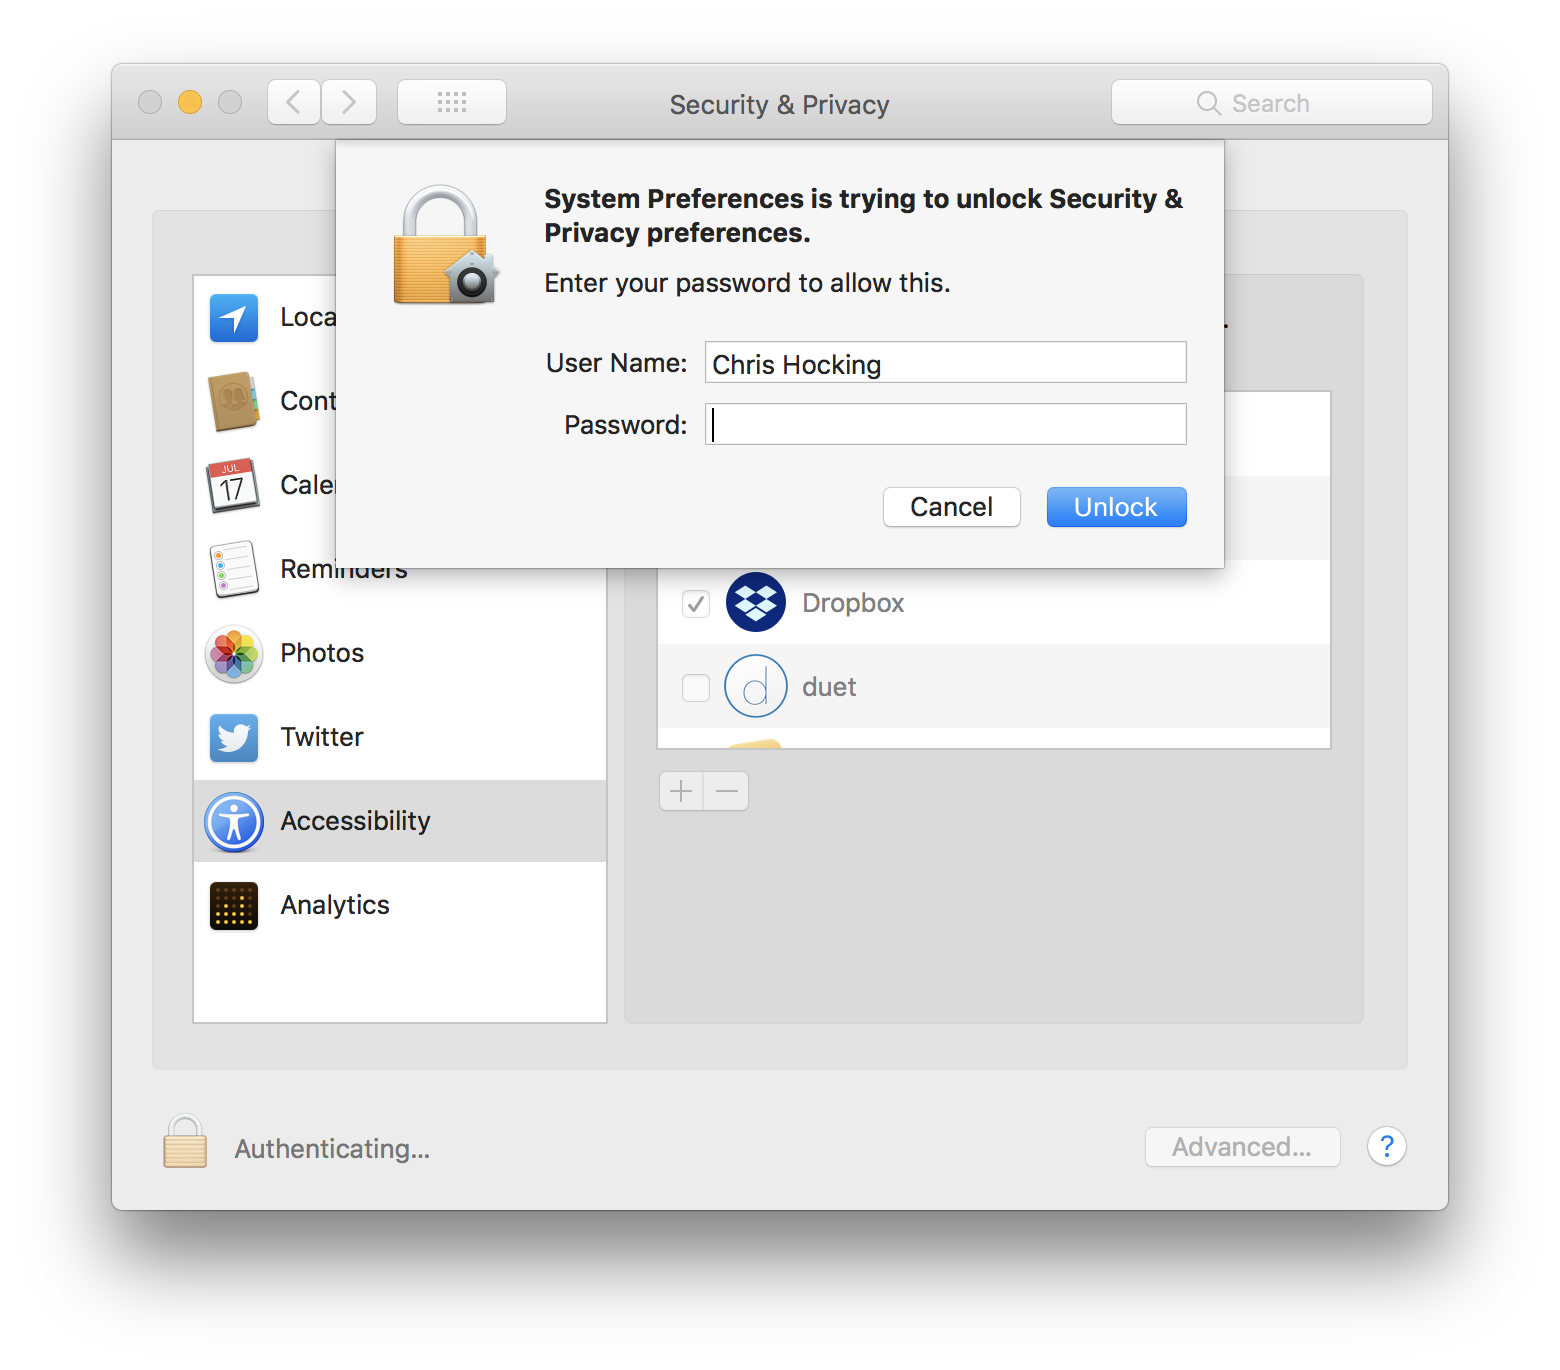 Security & Privacy
Search
System Preferences is trying to unlock Security &
Privacy preferences.
Enter your password to allow this.
User Name: Chris Hocking
Password:
Cancel
Unlock
Loca
Cont
JUL
17
Cale
Reminders
Photos
Twitter
Accessibility
Analytics
.
Dropbox
d
duet
Authenticating...
Advanced...
?